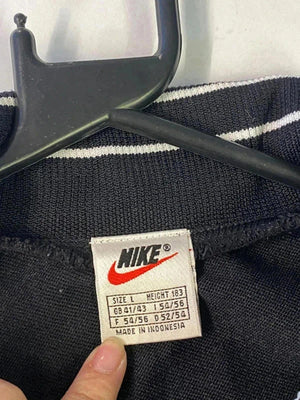 NIKE
SIZE L HEIGHT 183
GB 41/43 I 54/56
F 54/56 D 52/54
MADE IN INDONESIA